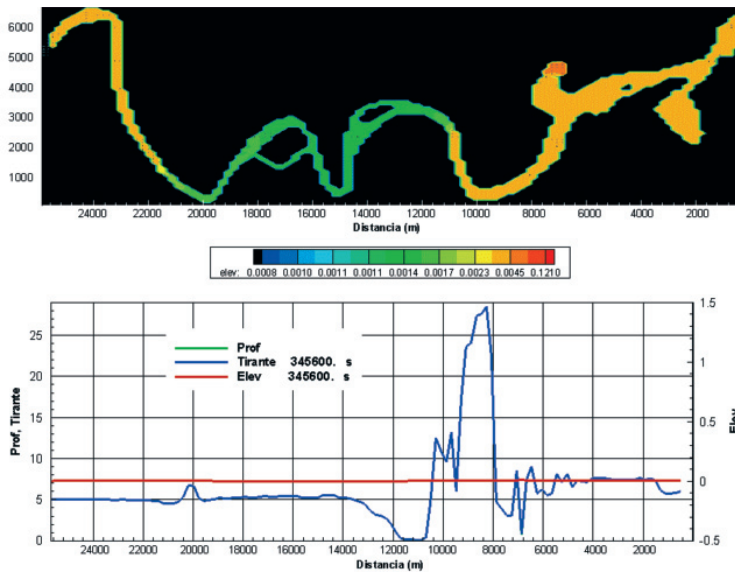 6000
5000
4000
3000
2000
1000
24000 22000 20000 18000 16000 14000 12000 10000 8000 6000 4000 2000
Distancia (m)
elev: 0.0008 0.0010 0.0011 0.0011 0.0014 0.0017 0.0023 0.0045 0.1210
Prof
Tirante 345600. s
Elev 345600. s
25
20
15
10
5
0
Prof, Tirante
1.5
1
0.5
0
-0.5
Elev
24000 22000 20000 18000 16000 14000 12000 10000 8000 6000 4000 2000
Distancia (m)